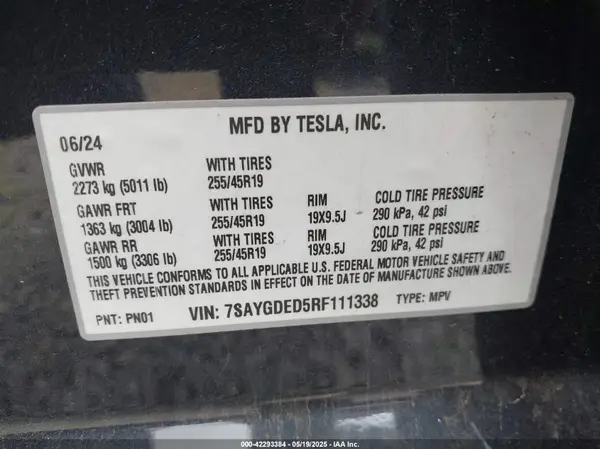 MFD BY TESLA, INC.
06/24
GVWR WITH TIRES
2273 kg (5011 lb) 255/45R19
GAWR FRT WITH TIRES RIM COLD TIRE PRESSURE
1363 kg (3004 lb) 255/45R19 19X9.5J 290 kPa, 42 psi
GAWR RR WITH TIRES RIM COLD TIRE PRESSURE
1500 kg (3306 lb) 255/45R19 19X9.5J 290 kPa, 42 psi
THIS VEHICLE CONFORMS TO ALL APPLICABLE U.S. FEDERAL MOTOR VEHICLE SAFETY AND
THEFT PREVENTION STANDARDS IN EFFECT ON THE DATE OF MANUFACTURE SHOWN ABOVE.
PNT: PN01 VIN: 7SAYGDED5RF111338 TYPE: MPV
000-42293384 - 05/19/2025 - IAAI.com